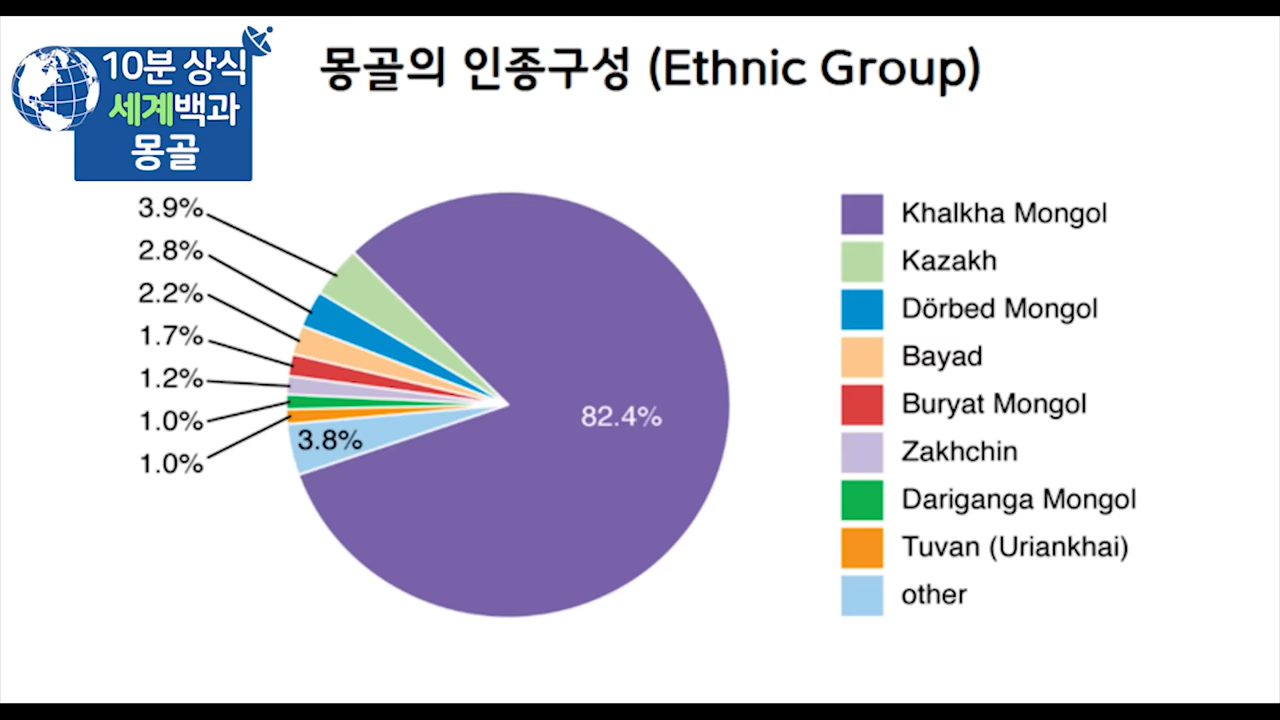 10분 상식
세계백과
몽골
몽골의 인종구성 (Ethnic Group)
3.9%
2.8%
2.2%
1.7%
1.2%
1.0%
1.0%
3.8%
82.4%
Khalkha Mongol
Kazakh
Dörbed Mongol
Bayad
Buryat Mongol
Zakhchin
Dariganga Mongol
Tuvan (Uriankhai)
other